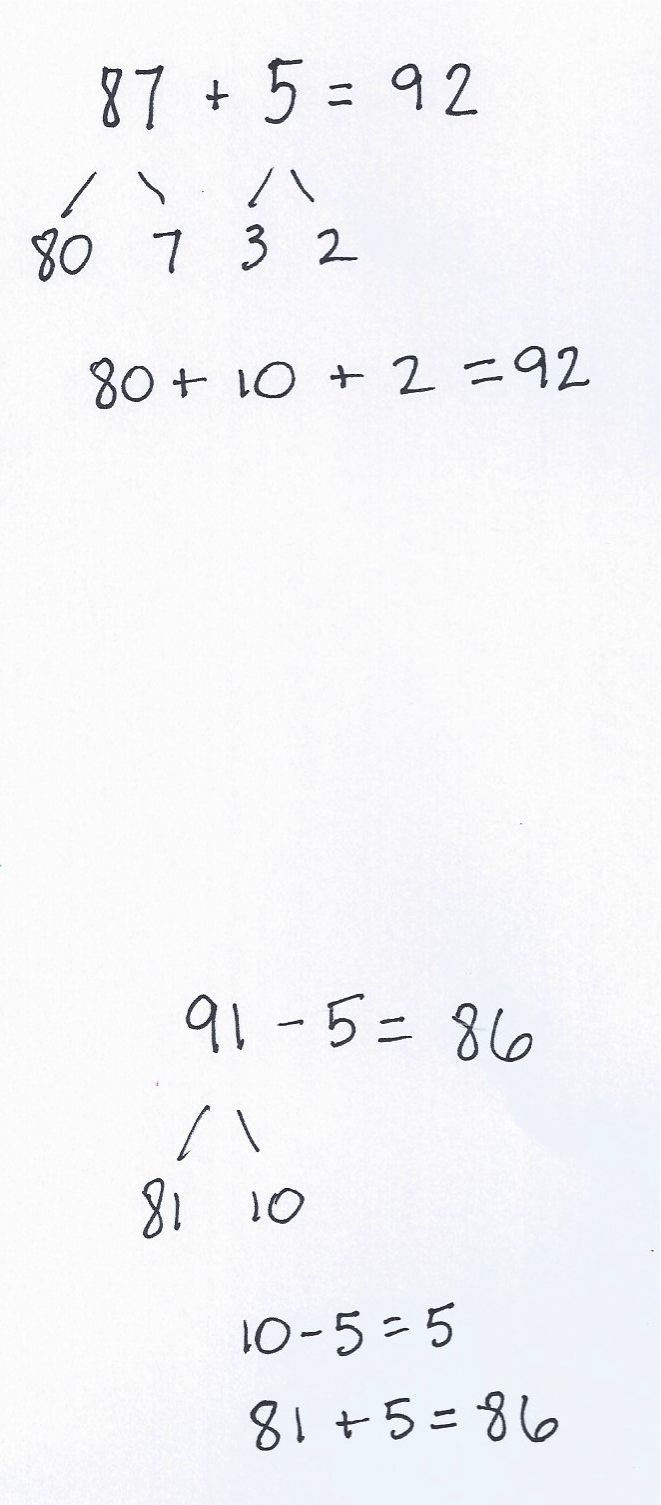 87 + 5 = 92
80 7 3 2
80 + 10 + 2 = 92
91 - 5 = 86
81 10
10 - 5 = 5
81 + 5 = 86